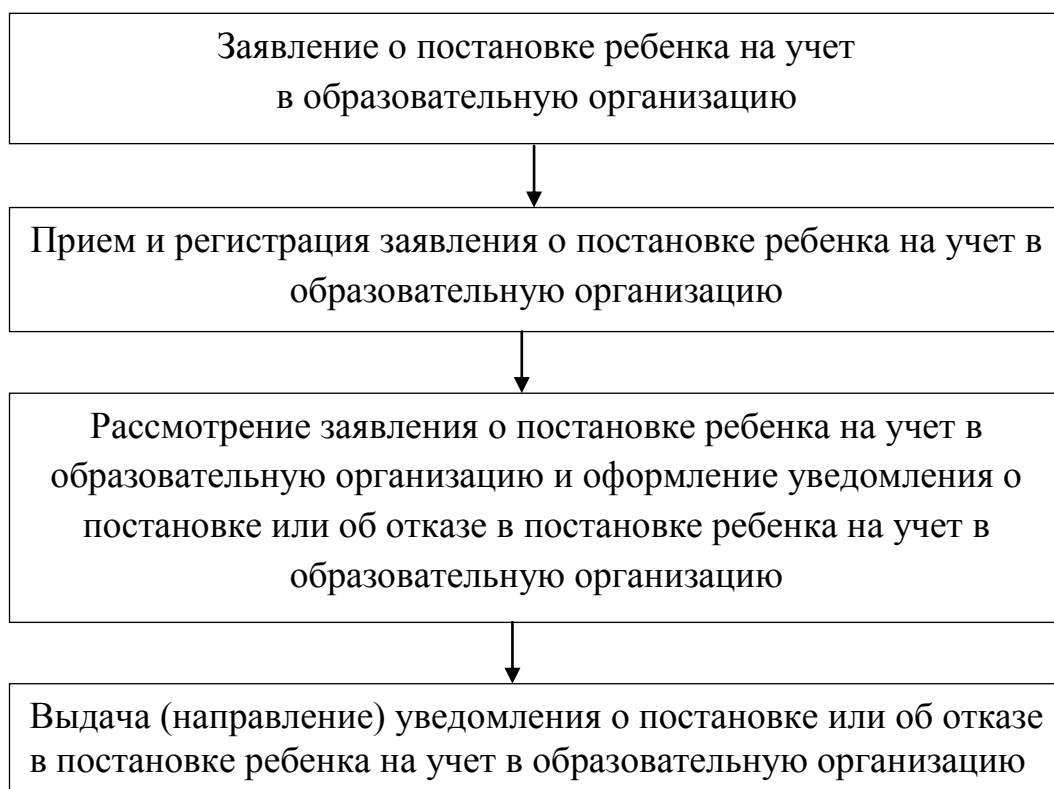 Заявление о постановке ребенка на учет
в образовательную организацию
Прием и регистрация заявления о постановке ребенка на учет в
образовательную организацию
Рассмотрение заявления о постановке ребенка на учет в
образовательную организацию и оформление уведомления о
постановке или об отказе в постановке ребенка на учет в
образовательную организацию
Выдача (направление) уведомления о постановке или об отказе
в постановке ребенка на учет в образовательную организацию